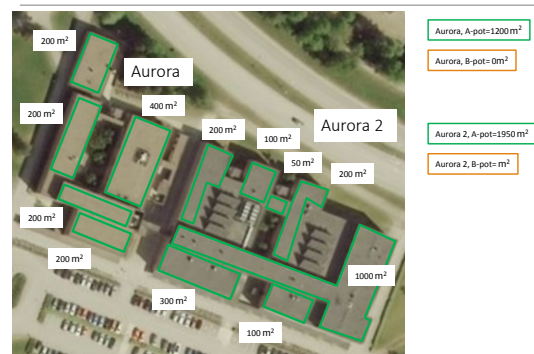 200 m²
Aurora
400 m²
200 m²
200 m²
100 m²
Aurora 2
50 m²
200 m²
200 m²
200 m²
300 m²
1000 m²
100 m²
Aurora, A-pot=1200 m²
Aurora, B-pot= 0m²
Aurora 2, A-pot=1950 m²
Aurora 2, B-pot= m²